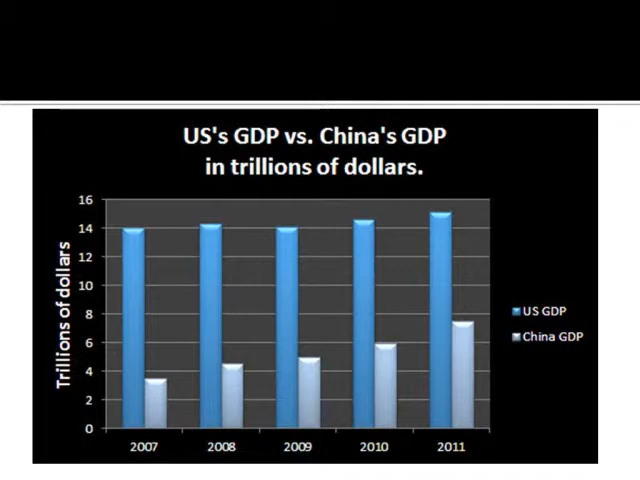 US's GDP vs. China's GDP
in trillions of dollars.
Trillions of dollars
16
14
12
10
8
6
4
2
0
2007 2008 2009 2010 2011
US GDP
China GDP